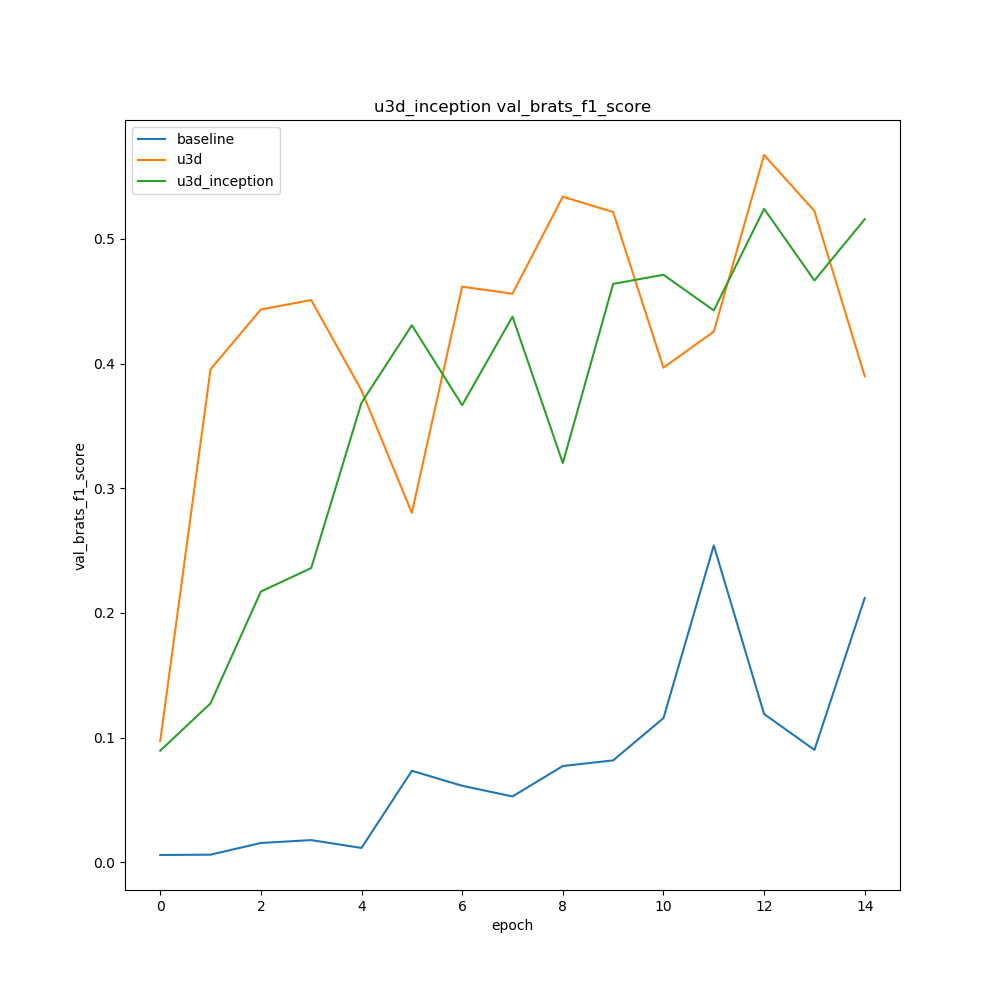 u3d_inception val_brats_f1_score
baseline
u3d
u3d_inception
val_brats_f1_score
0.5
0.4
0.3
0.2
0.1
0.0
0 2 4 6 8 10 12 14
epoch